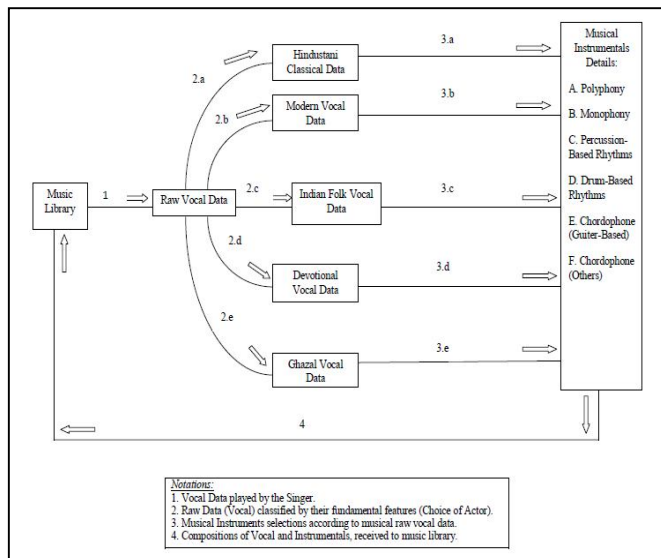 Music
Library
1
Raw Vocal Data
2.a
2.b
2.c
2.d
2.e
Hindustani
Classical Data
Modern Vocal
Data
Indian Folk Vocal
Data
Devotional
Vocal Data
Ghazal Vocal
Data
3.a
3.b
3.c
3.d
3.e
Musical
Instrumentals
Details:
A. Polyphony
B. Monophony
C. Percussion-
Based Rhythms
D. Drum-Based
Rhythms
E. Chordophone
(Guiter-Based)
F. Chordophone
(Others)
4
Notations:
1. Vocal Data played by the Singer.
2. Raw Data (Vocal) classified by their fundamental features (Choice of Actor).
3. Musical Instruments selections according to musical raw vocal data.
4. Compositions of Vocal and Instrumentals, received to music library.